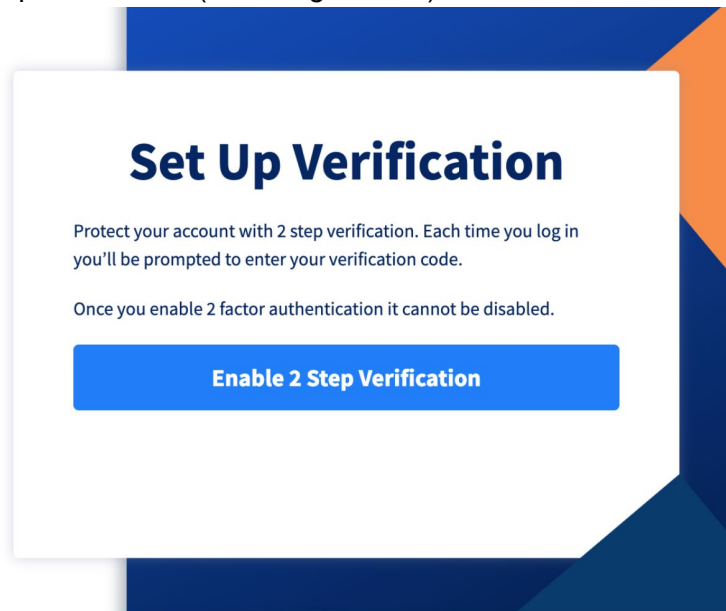 Set Up Verification
Protect your account with 2 step verification. Each time you log in
you’ll be prompted to enter your verification code.
Once you enable 2 factor authentication it cannot be disabled.
Enable 2 Step Verification